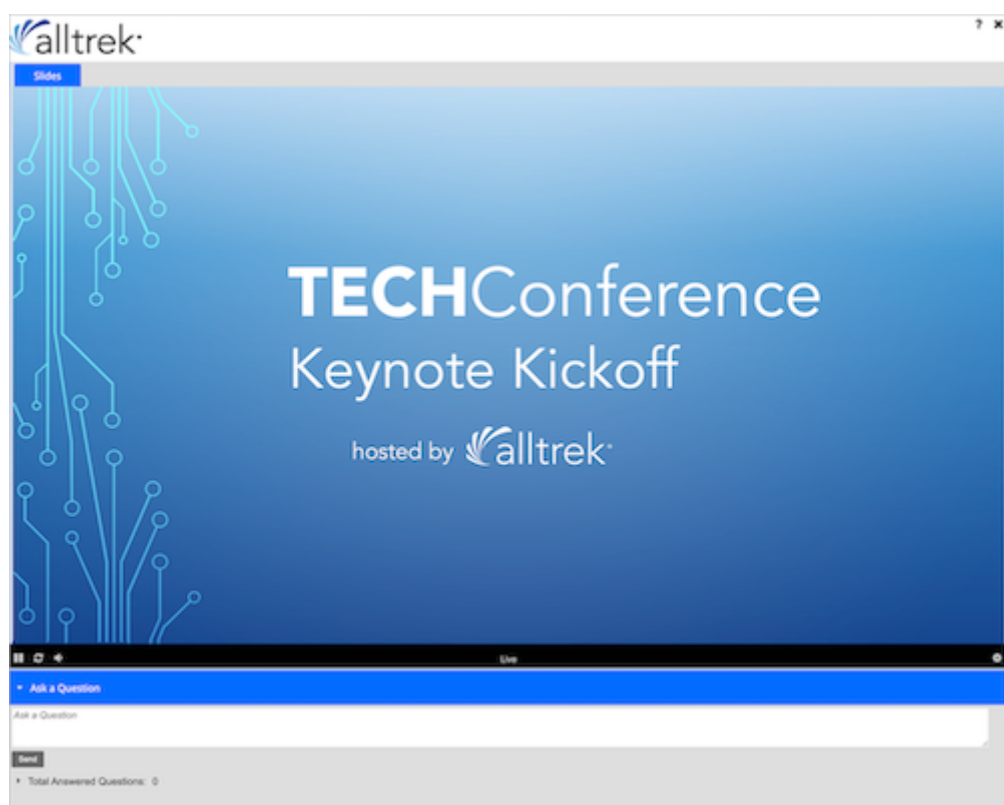 alltrek
?
Slides
TECHConference
Keynote Kickoff
hosted by alltrek
Live
Ask a Question
Ask a Question
Send
Total Answered Questions: 0